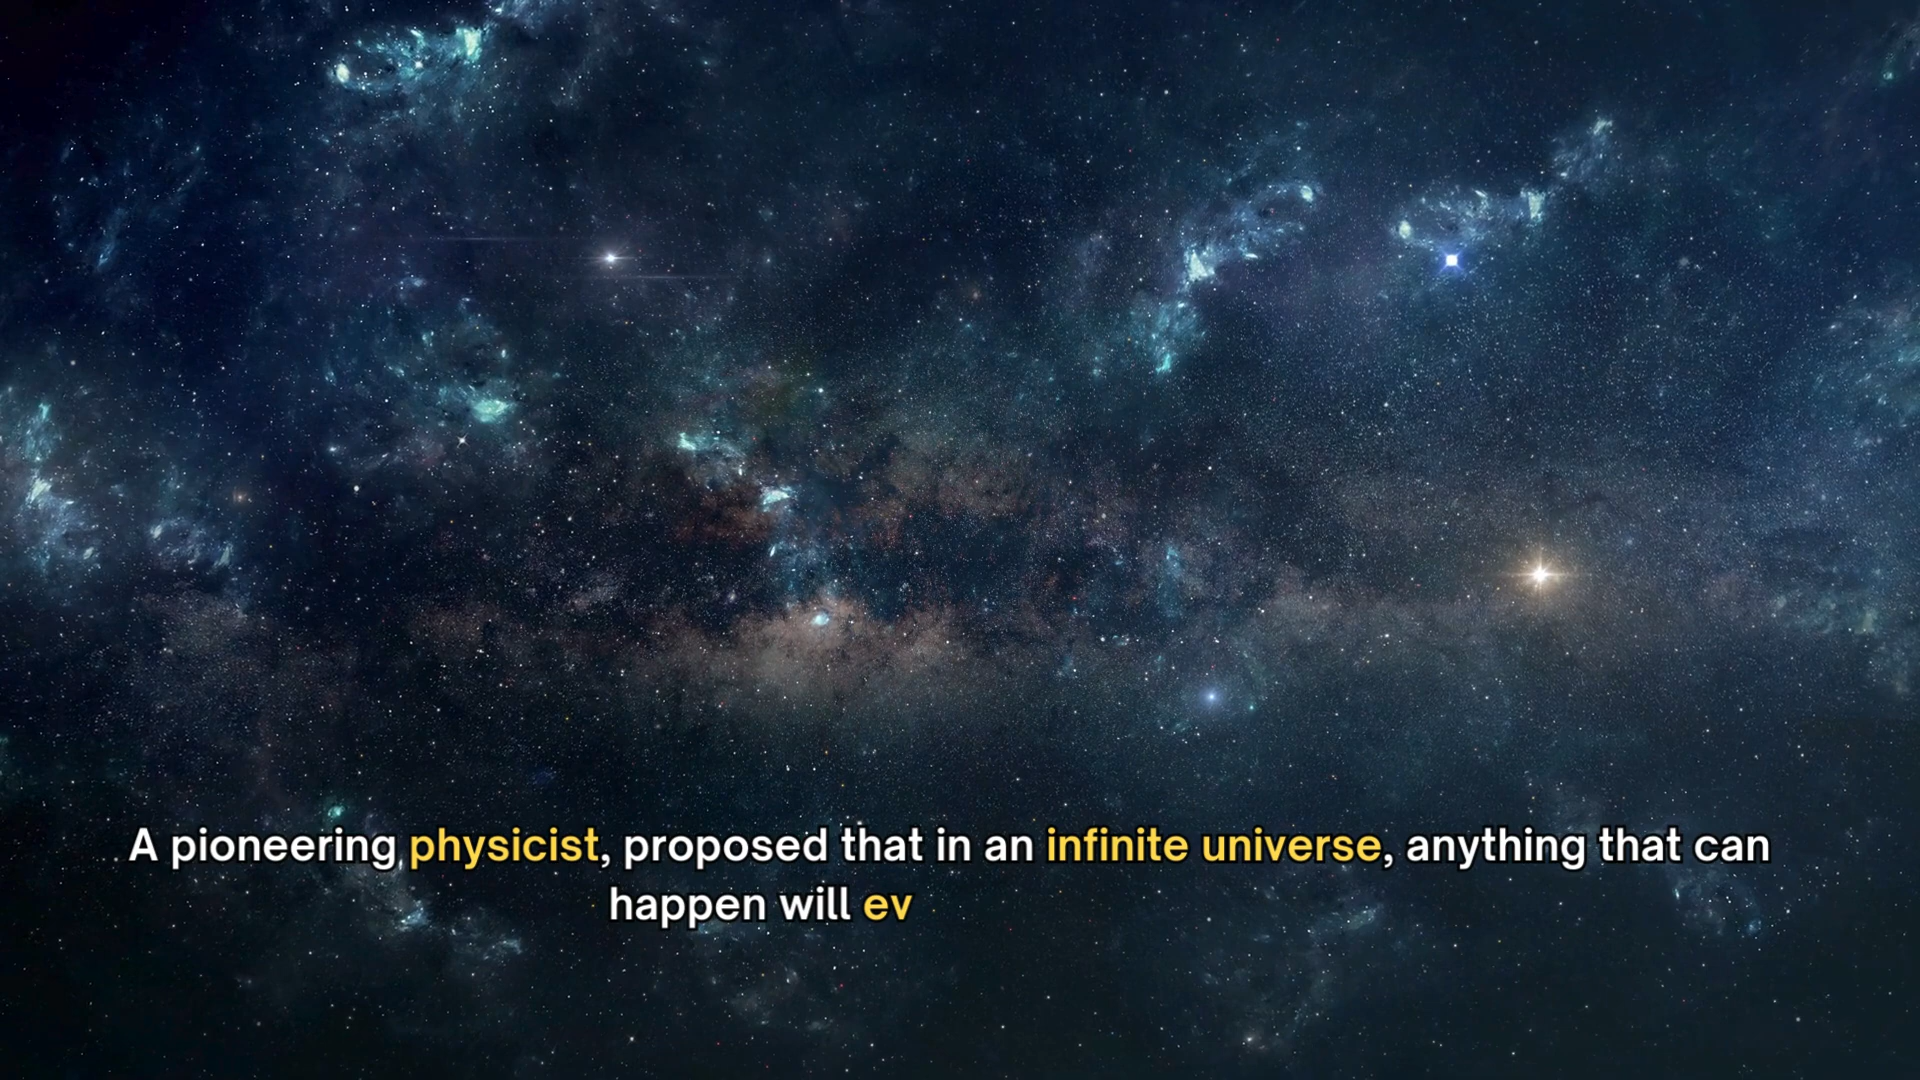 A pioneering physicist, proposed that in an infinite universe, anything that can
happen will ev